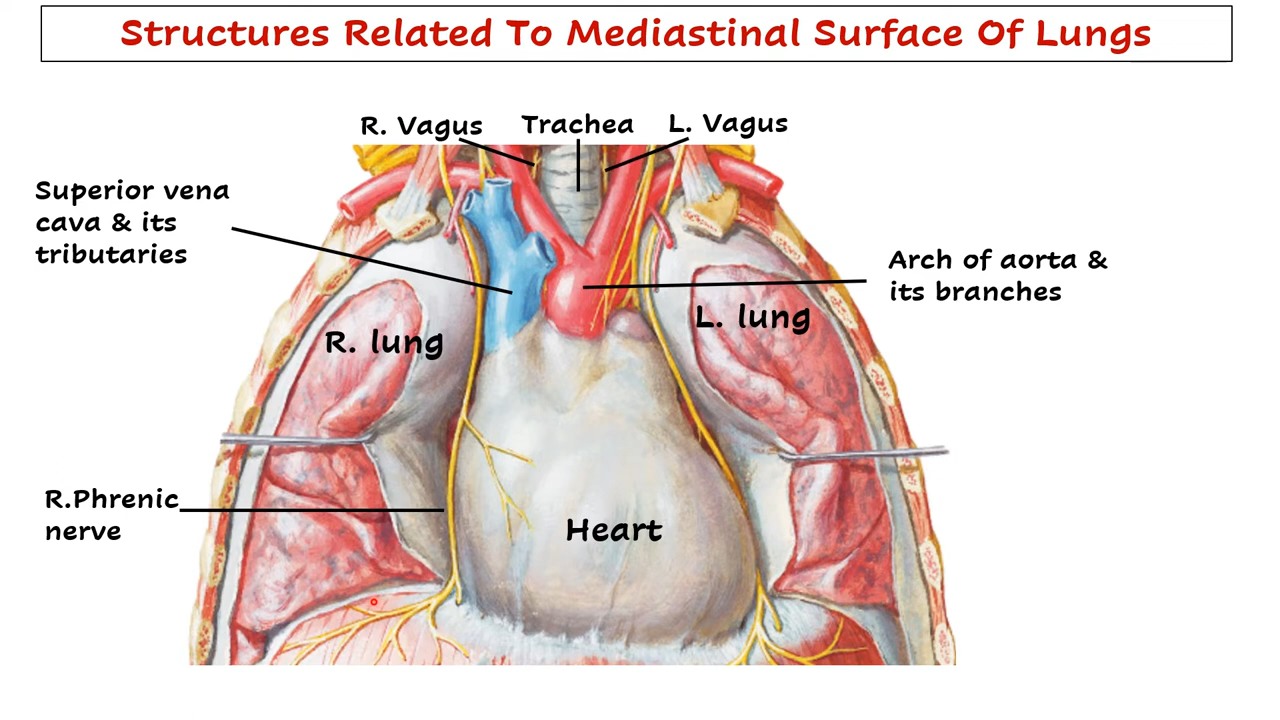 Structures Related To Mediastinal Surface Of Lungs
R. Vagus
Trachea
L. Vagus
Superior vena
cava & its
tributaries
Arch of aorta &
its branches
R. lung
L. lung
R.Phrenic
nerve
Heart